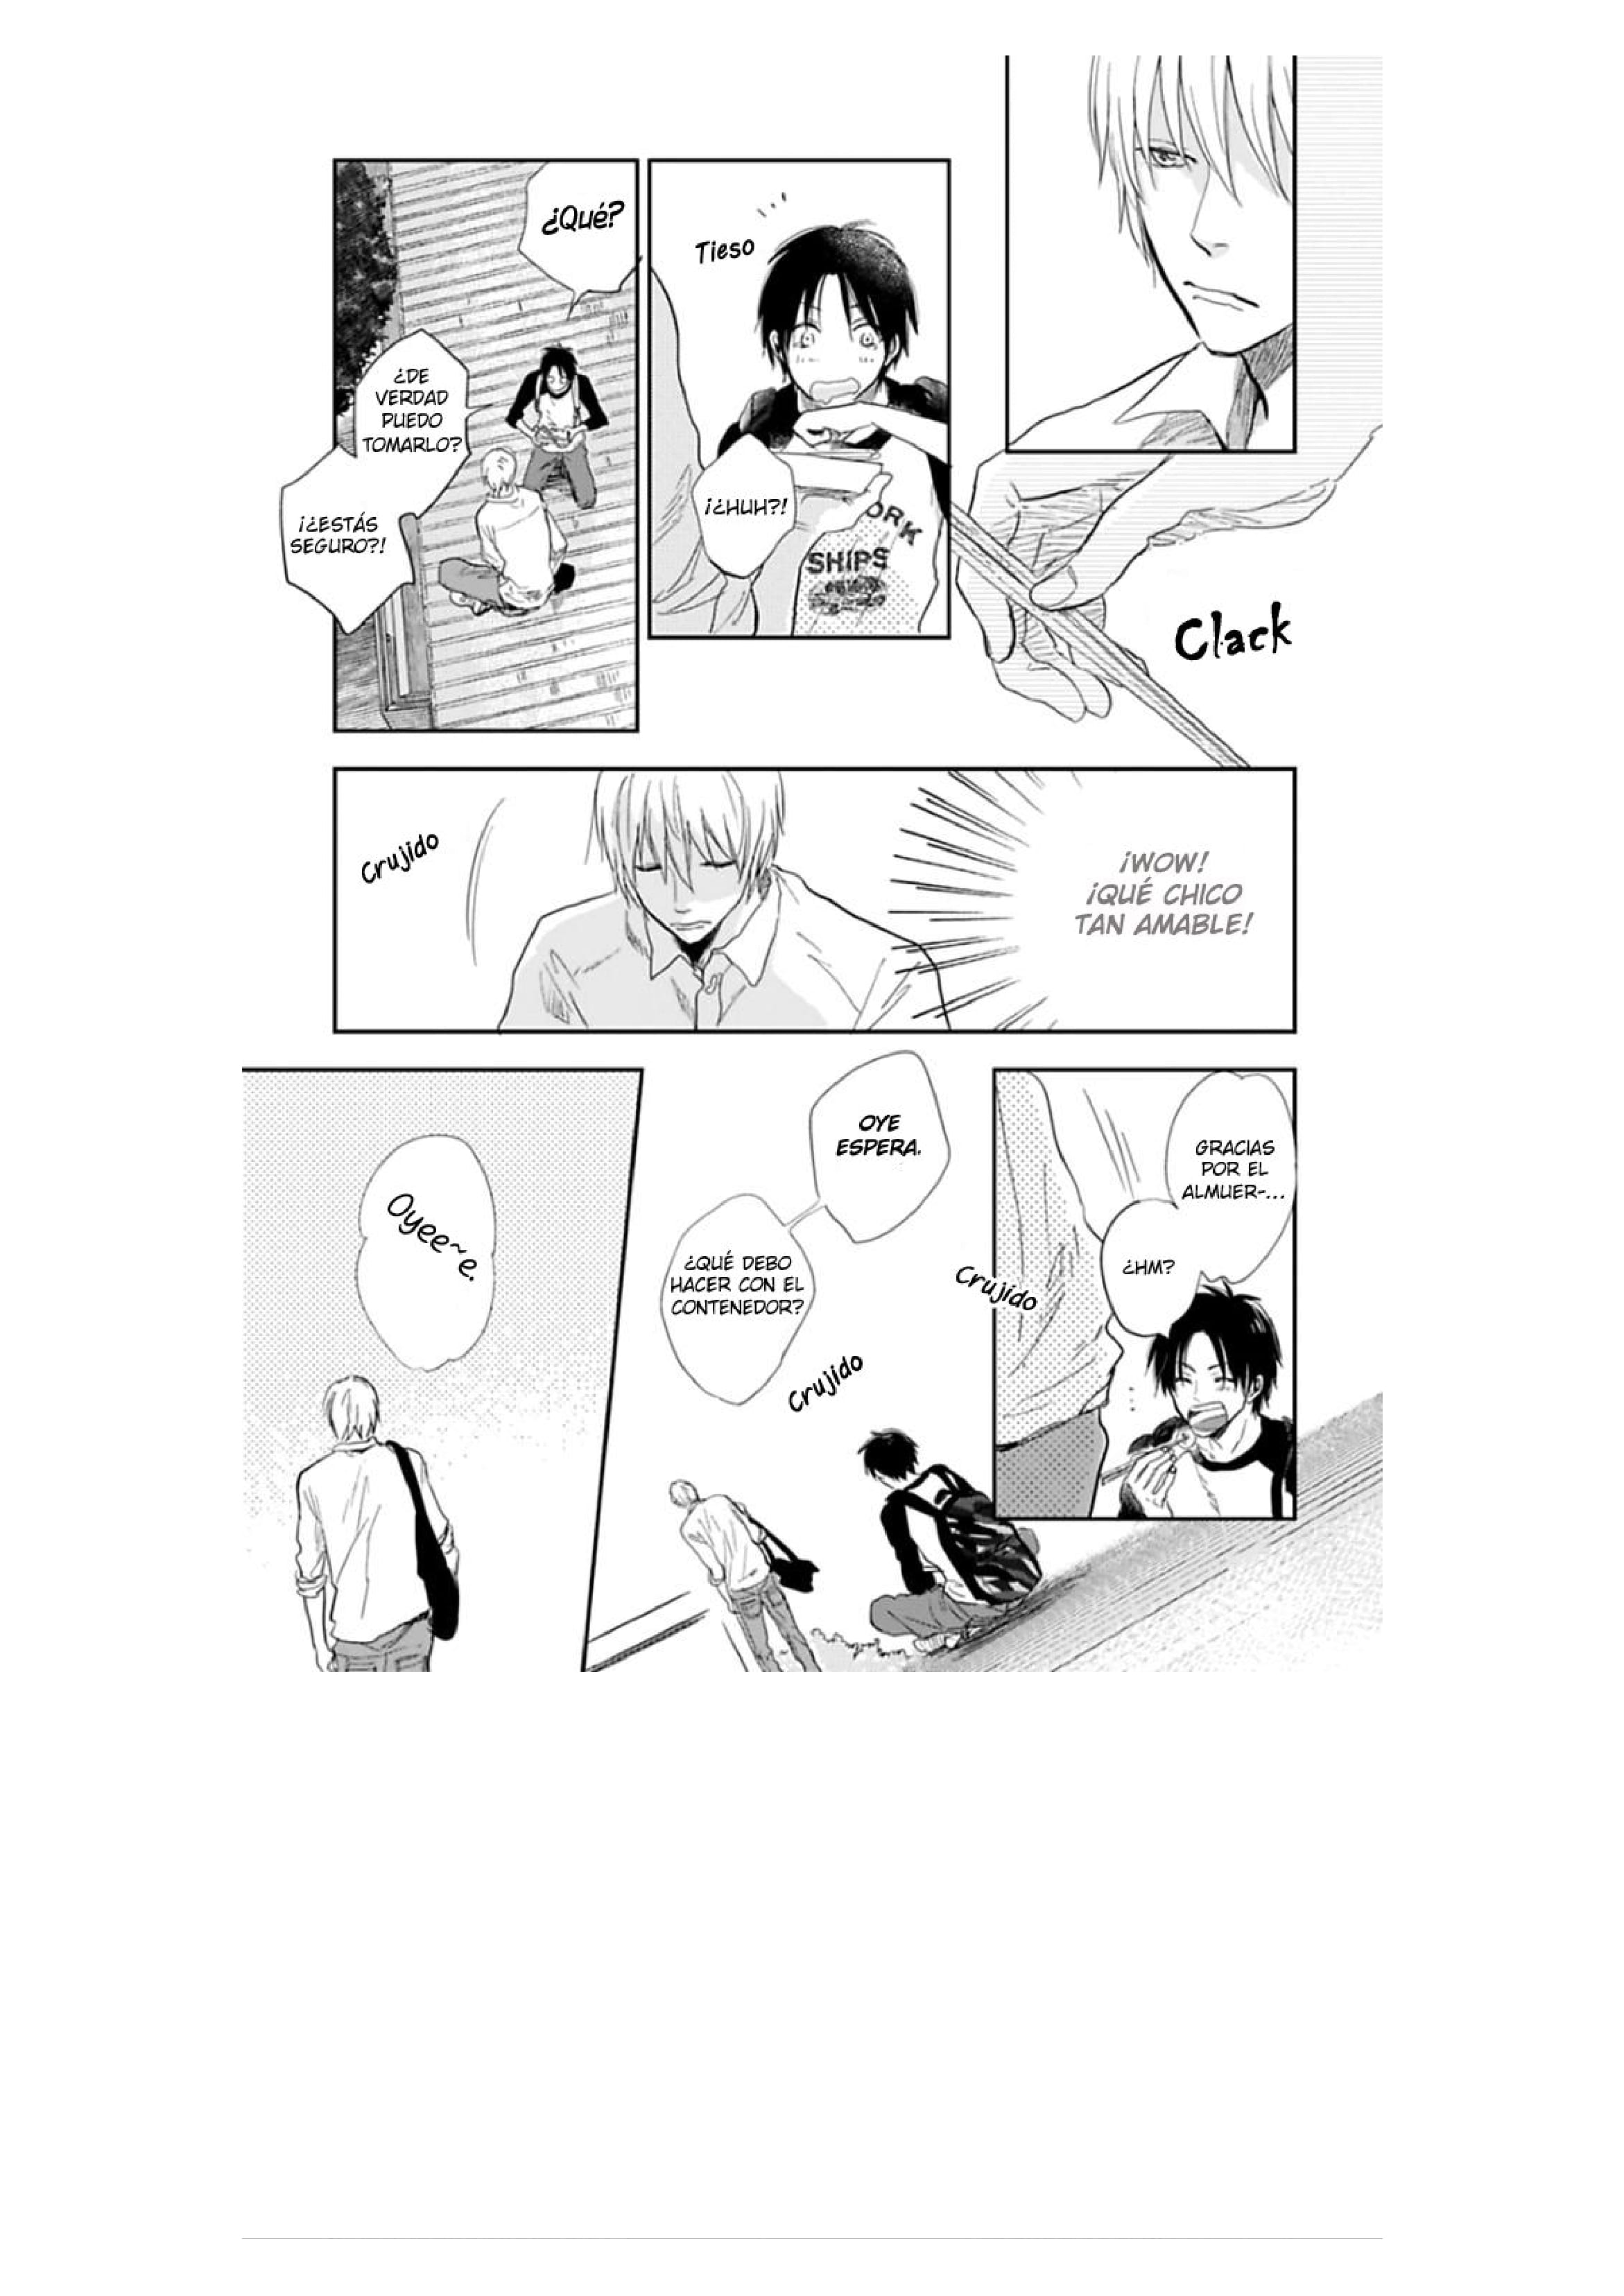 Clack
Tieso
¡¿HUH?!
ORK
SHIPS
¿Qué?
¿DE
VERDAD
PUEDO
TOMARLO?
¡¿ESTÁS
SEGURO?!
¡WOW!
¡QUÉ CHICO
TAN AMABLE!
Crujido
GRACIAS
POR EL
ALMUER-...
¿HM?
Crujido
OYE
ESPERA.
¿QUÉ DEBO
HACER CON EL
CONTENEDOR?
Crujido
Oyee~e.